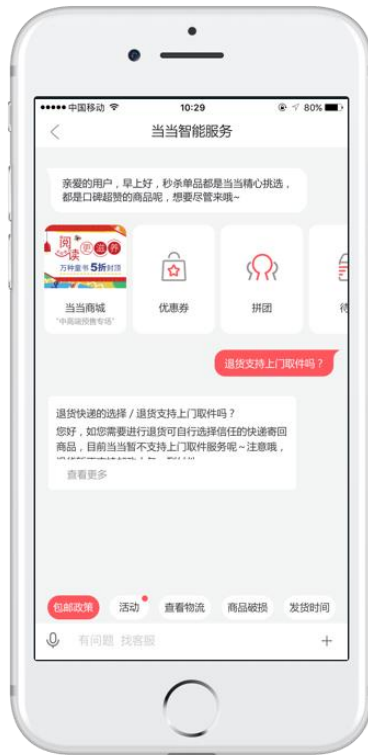 中国移动
10:29
80%
当当智能服务
亲爱的用户，早上好，秒杀单品都是当当精心挑选，
都是口碑超赞的商品呢，想要尽管来哦~
阅读
万种童书5折封顶
当当商城
优惠券
拼团
待
退货支持上门取件吗？
退货快递的选择 / 退货支持上门取件吗？
您好，如您需要进行退货可自行选择信任的快递寄回
商品，目前当当暂不支持上门取件服务呢~注意哦，
查看更多
包邮政策
活动
查看物流
商品破损
发货时间
有问题 找客服